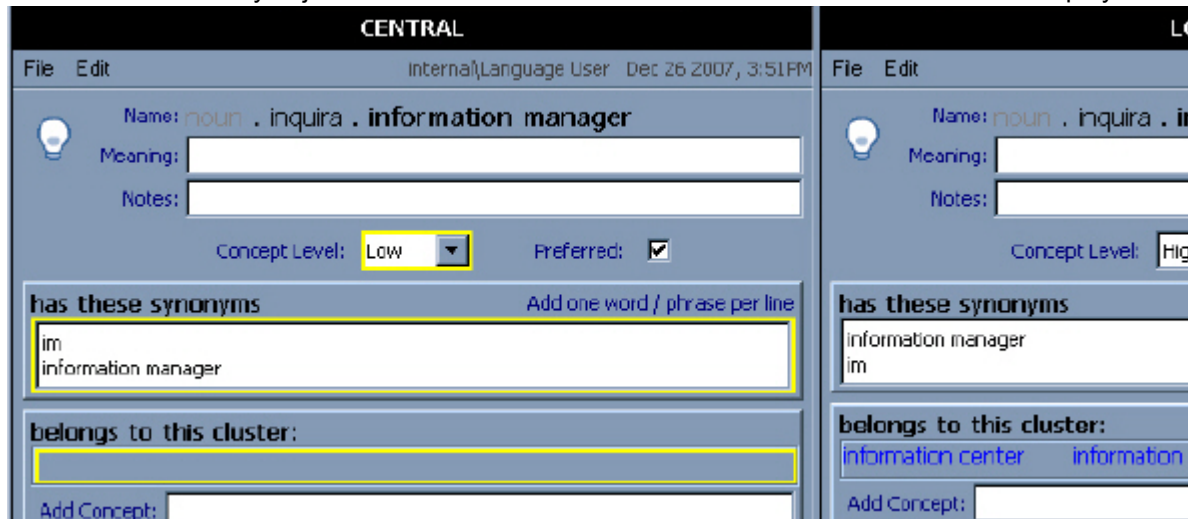 CENTRAL
File Edit internal\Language User Dec 26 2007, 3:51PM
Name: noun . inquira . information manager
Meaning:
Notes:
Concept Level: Low Preferred:
has these synonyms Add one word / phrase per line
im
information manager
belongs to this cluster:
Add Concept:
File Edit
Name: noun . inquira .
Meaning:
Notes:
Concept Level:
has these synonyms
information manager
im
belongs to this cluster:
information center information
Add Concept: